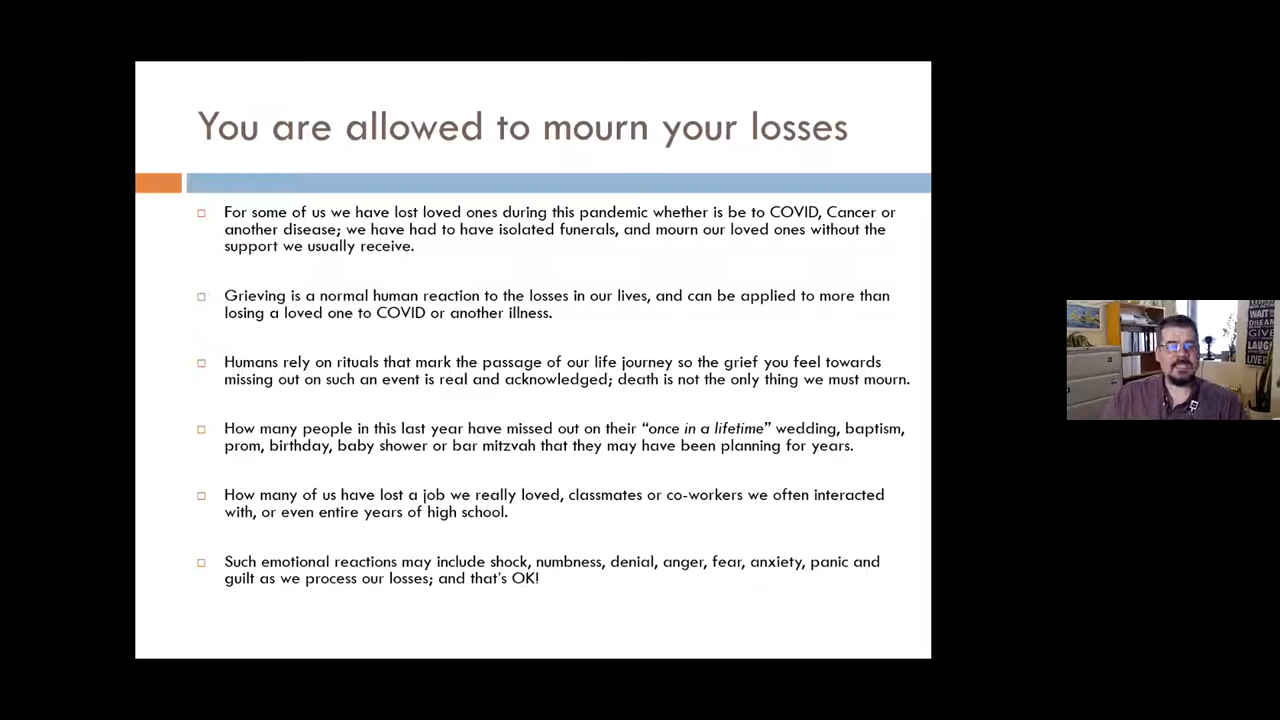 You are allowed to mourn your losses
For some of us we have lost loved ones during this pandemic whether is be to COVID, Cancer or
another disease; we have had to have isolated funerals, and mourn our loved ones without the
support we usually receive.
Grieving is a normal human reaction to the losses in our lives, and can be applied to more than
losing a loved one to COVID or another illness.
Humans rely on rituals that mark the passage of our life journey so the grief you feel towards
missing out on such an event is real and acknowledged; death is not the only thing we must mourn.
How many people in this last year have missed out on their “once in a lifetime” wedding, baptism,
prom, birthday, baby shower or bar mitzvah that they may have been planning for years.
How many of us have lost a job we really loved, classmates or co-workers we often interacted
with, or even entire years of high school.
Such emotional reactions may include shock, numbness, denial, anger, fear, anxiety, panic and
guilt as we process our losses; and that's OK!
WAIT
DREAM
GIVE
LAUGH